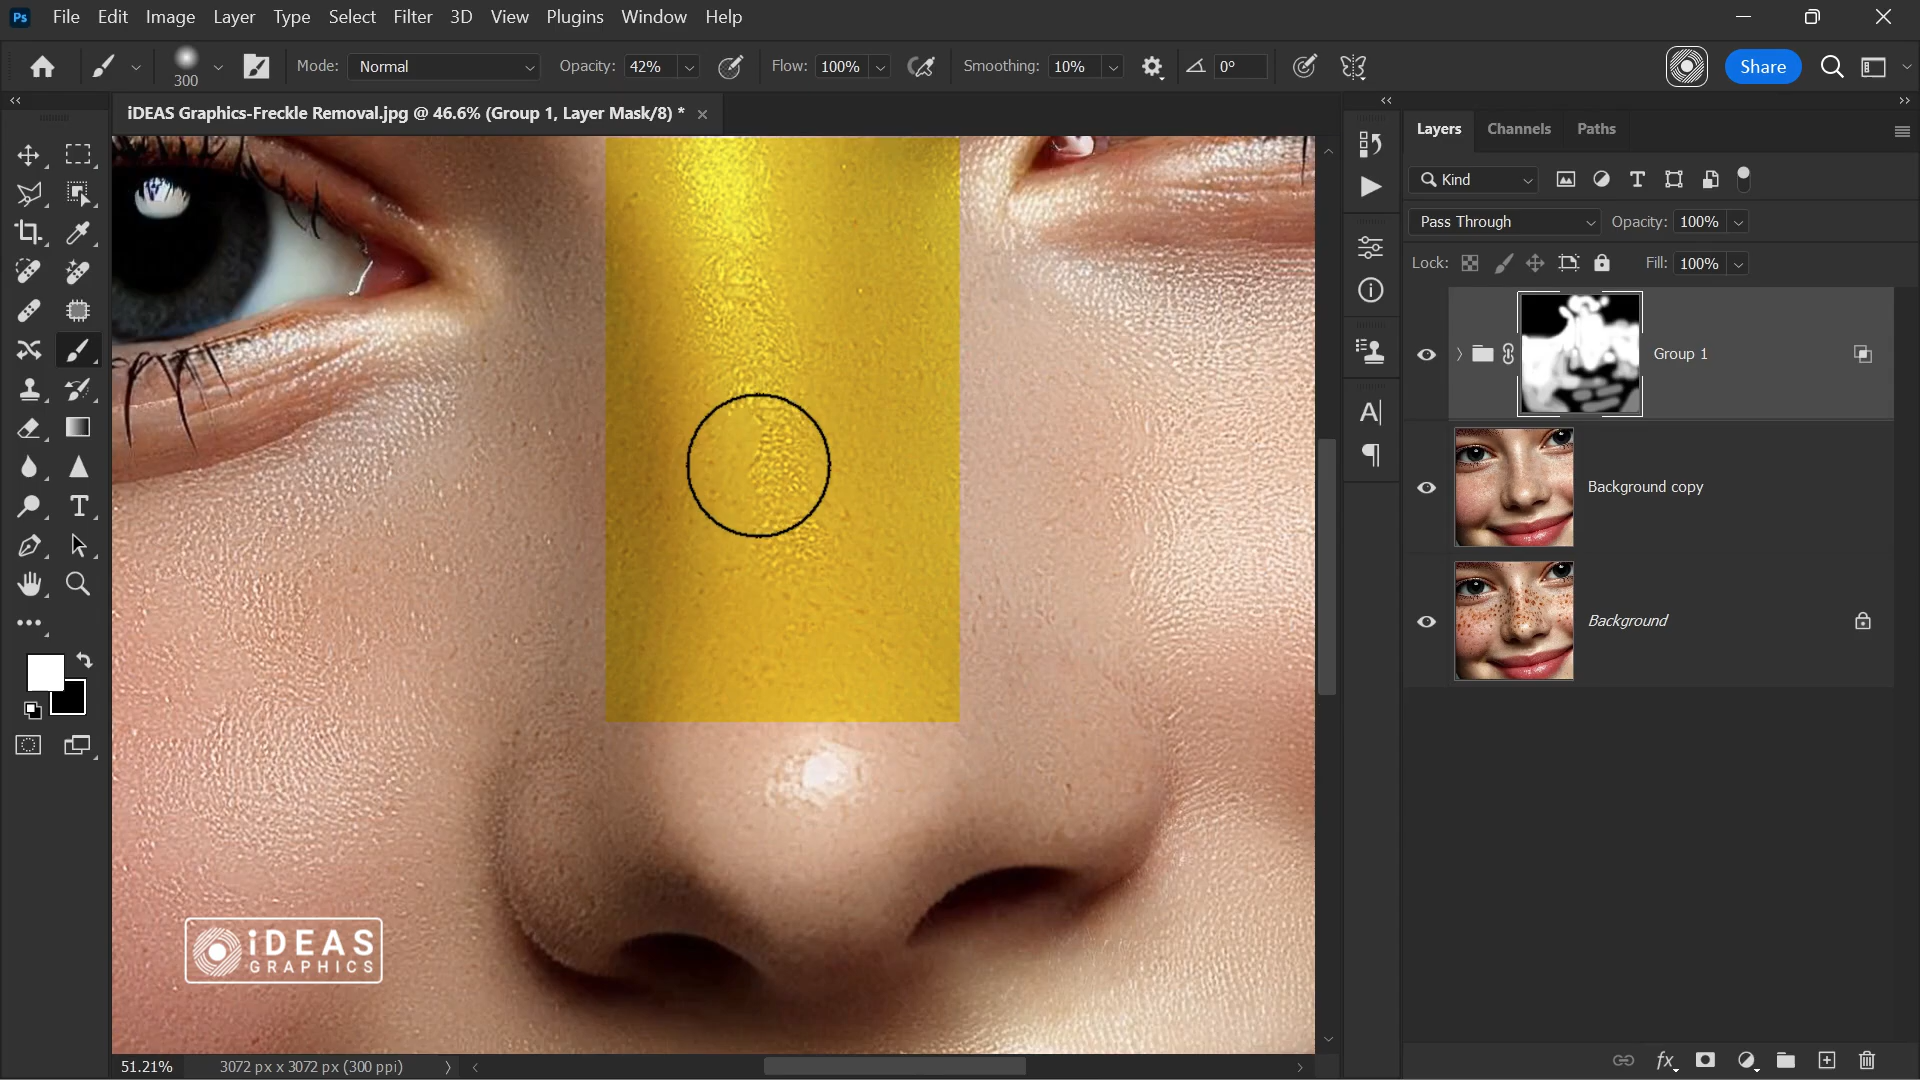 Ps File Edit Image Layer Type Select Filter 3D View Plugins Window Help
300 Mode: Normal Opacity: 42% Flow: 100% Smoothing: 10% 0° Share
iDEAS Graphics-Freckle Removal.jpg @ 46.6% (Group 1, Layer Mask/8) *
Layers Channels Paths
Kind
Pass Through Opacity: 100%
Lock: Fill: 100%
Group 1
Background copy
Background
iDEAS
GRAPHICS
51.21% 3072 px x 3072 px (300 ppi)
fx